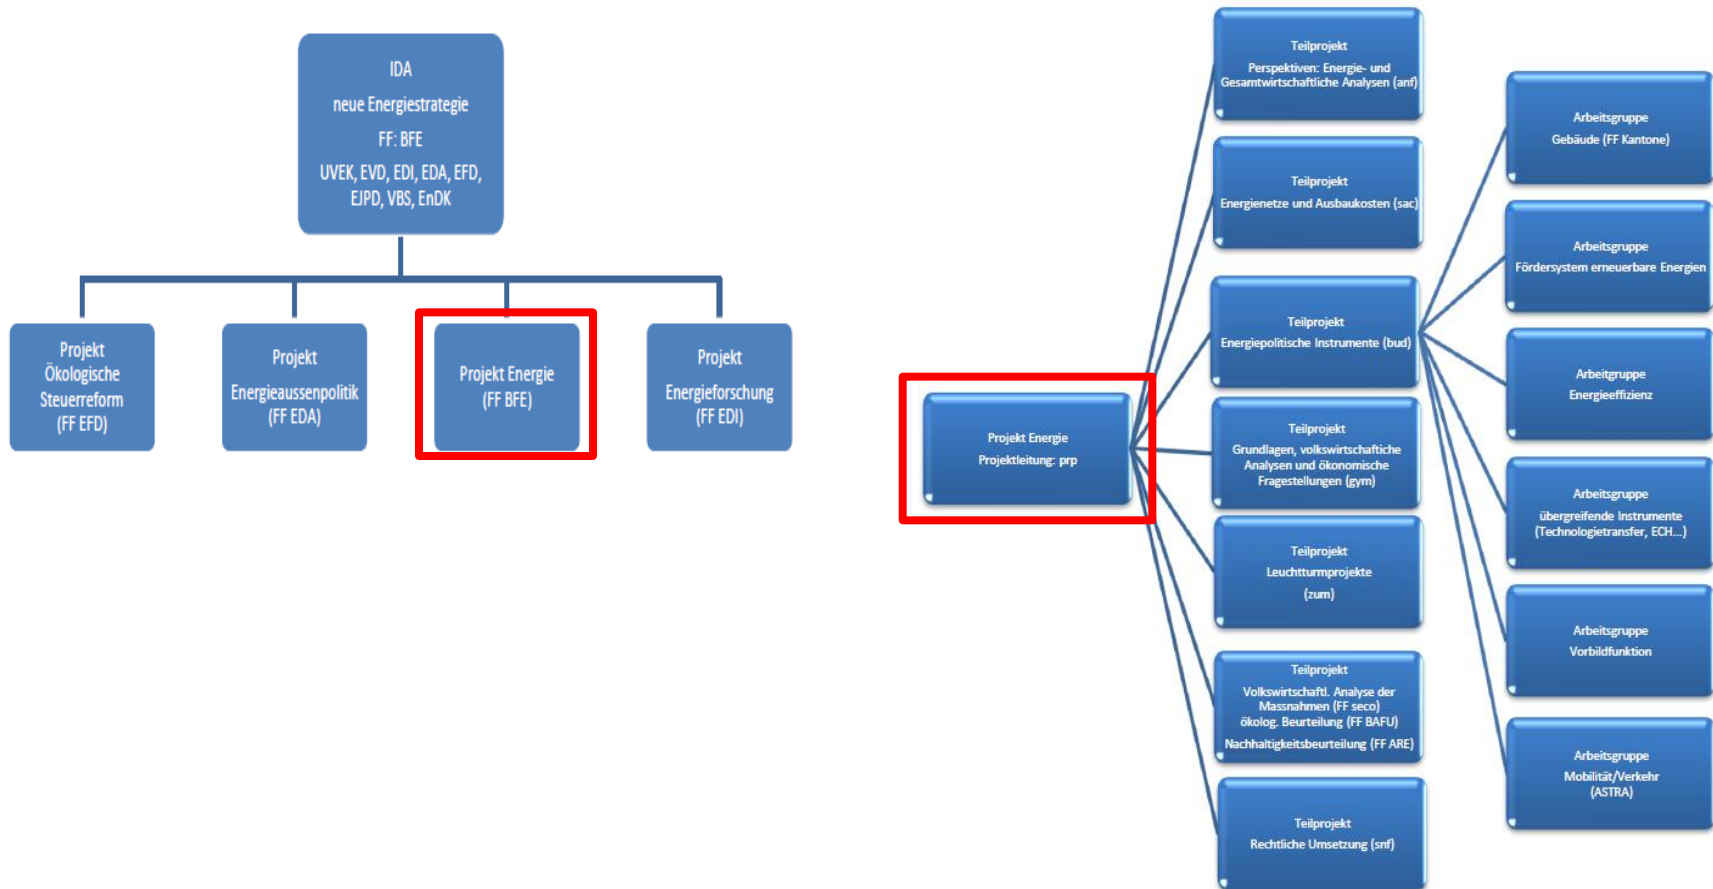 IDA
neue Energiestrategie
FF: BFE
UVEK, EVD, EDI, EDA, EFD,
EJPD, VBS, EnDK
Projekt
Ökologische
Steuerreform
(FF EFD)
Projekt
Energieaussenpolitik
(FF EDA)
Projekt Energie
(FF BFE)
Projekt
Energieforschung
(FF EDI)
Projekt Energie
Projektleitung: prp
Teilprojekt
Perspektiven: Energie- und
Gesamtwirtschaftliche Analysen (anf)
Teilprojekt
Energienetze und Ausbaukosten (sac)
Teilprojekt
Energiepolitische Instrumente (bud)
Teilprojekt
Grundlagen, volkswirtschaftiche
Analysen und ökonomische
Fragestellungen (gym)
Teilprojekt
Leuchtturmprojekte
(zum)
Teilprojekt
Volkswirtschaftl. Analyse der
Massnahmen (FF seco)
ökolog. Beurteilung (FF BAFU)
Nachhaltigkeitsbeurteilung (FF ARE)
Teilprojekt
Rechtliche Umsetzung (snf)
Arbeitsgruppe
Gebäude (FF Kantone)
Arbeitsgruppe
Fördersystem erneuerbare Energien
Arbeitgruppe
Energieeffizienz
Arbeitsgruppe
übergreifende Instrumente
(Technologietransfer, ECH...)
Arbeitsgruppe
Vorbildfunktion
Arbeitsgruppe
Mobilität/Verkehr
(ASTRA)